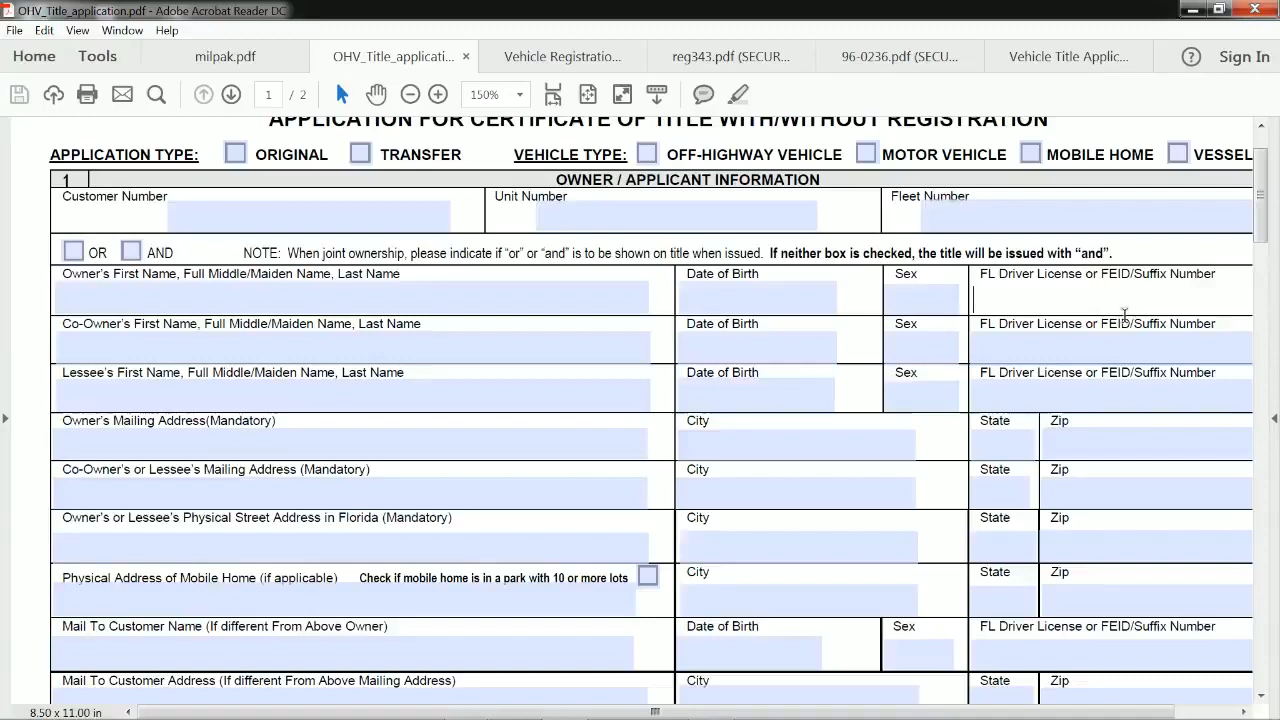 OHV_Title_application.pdf - Adobe Acrobat Reader DC
File Edit View Window Help
Home Tools milpak.pdf OHV_Title_applicati... × Vehicle Registratio... reg343.pdf (SECUR... 96-0236.pdf (SECU... Vehicle Title Applic... ? Sign In
1 / 2 150%
APPLICATION FOR CERTIFICATE OF TITLE WITH/WITHOUT REGISTRATION
APPLICATION TYPE: ORIGINAL TRANSFER VEHICLE TYPE: OFF-HIGHWAY VEHICLE MOTOR VEHICLE MOBILE HOME VESSEL
1 OWNER / APPLICANT INFORMATION
Customer Number Unit Number Fleet Number
OR AND NOTE: When joint ownership, please indicate if “or” or “and” is to be shown on title when issued. If neither box is checked, the title will be issued with “and”.
Owner’s First Name, Full Middle/Maiden Name, Last Name Date of Birth Sex FL Driver License or FEID/Suffix Number
Co-Owner’s First Name, Full Middle/Maiden Name, Last Name Date of Birth Sex FL Driver License or FEID/Suffix Number
Lessee’s First Name, Full Middle/Maiden Name, Last Name Date of Birth Sex FL Driver License or FEID/Suffix Number
Owner’s Mailing Address(Mandatory) City State Zip
Co-Owner’s or Lessee’s Mailing Address (Mandatory) City State Zip
Owner’s or Lessee’s Physical Street Address in Florida (Mandatory) City State Zip
Physical Address of Mobile Home (if applicable) Check if mobile home is in a park with 10 or more lots City State Zip
Mail To Customer Name (If different From Above Owner) Date of Birth Sex FL Driver License or FEID/Suffix Number
Mail To Customer Address (If different From Above Mailing Address) City State Zip
8.50 x 11.00 in